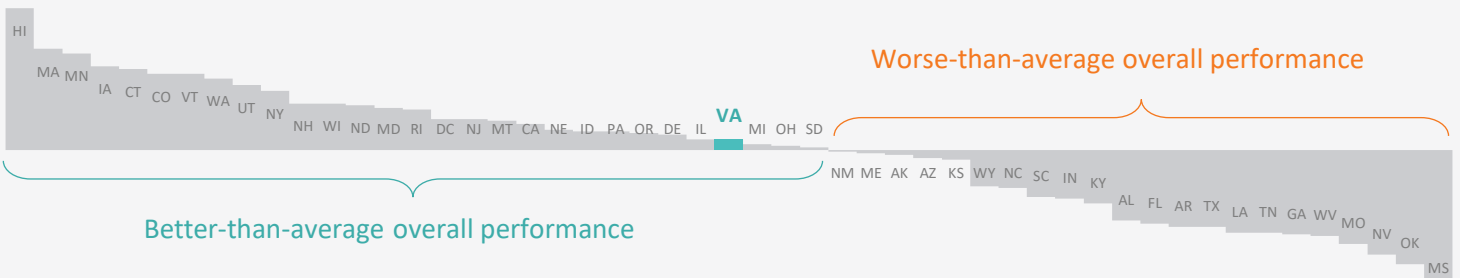 HI
MA MN IA CT CO VT WA UT NY NH WI ND MD RI DC NJ MT CA NE ID PA OR DE IL VA MI OH SD
Worse-than-average overall performance
NM ME AK AZ KS WY NC SC IN KY AL FL AR TX LA TN GA WV MO NV OK MS
Better-than-average overall performance